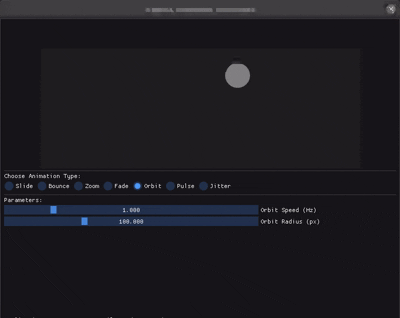 Choose Animation Type:
Slide Bounce Zoom Fade Orbit Pulse Jitter
Parameters:
1.000 Orbit Speed (Hz)
100.000 Orbit Radius (px)